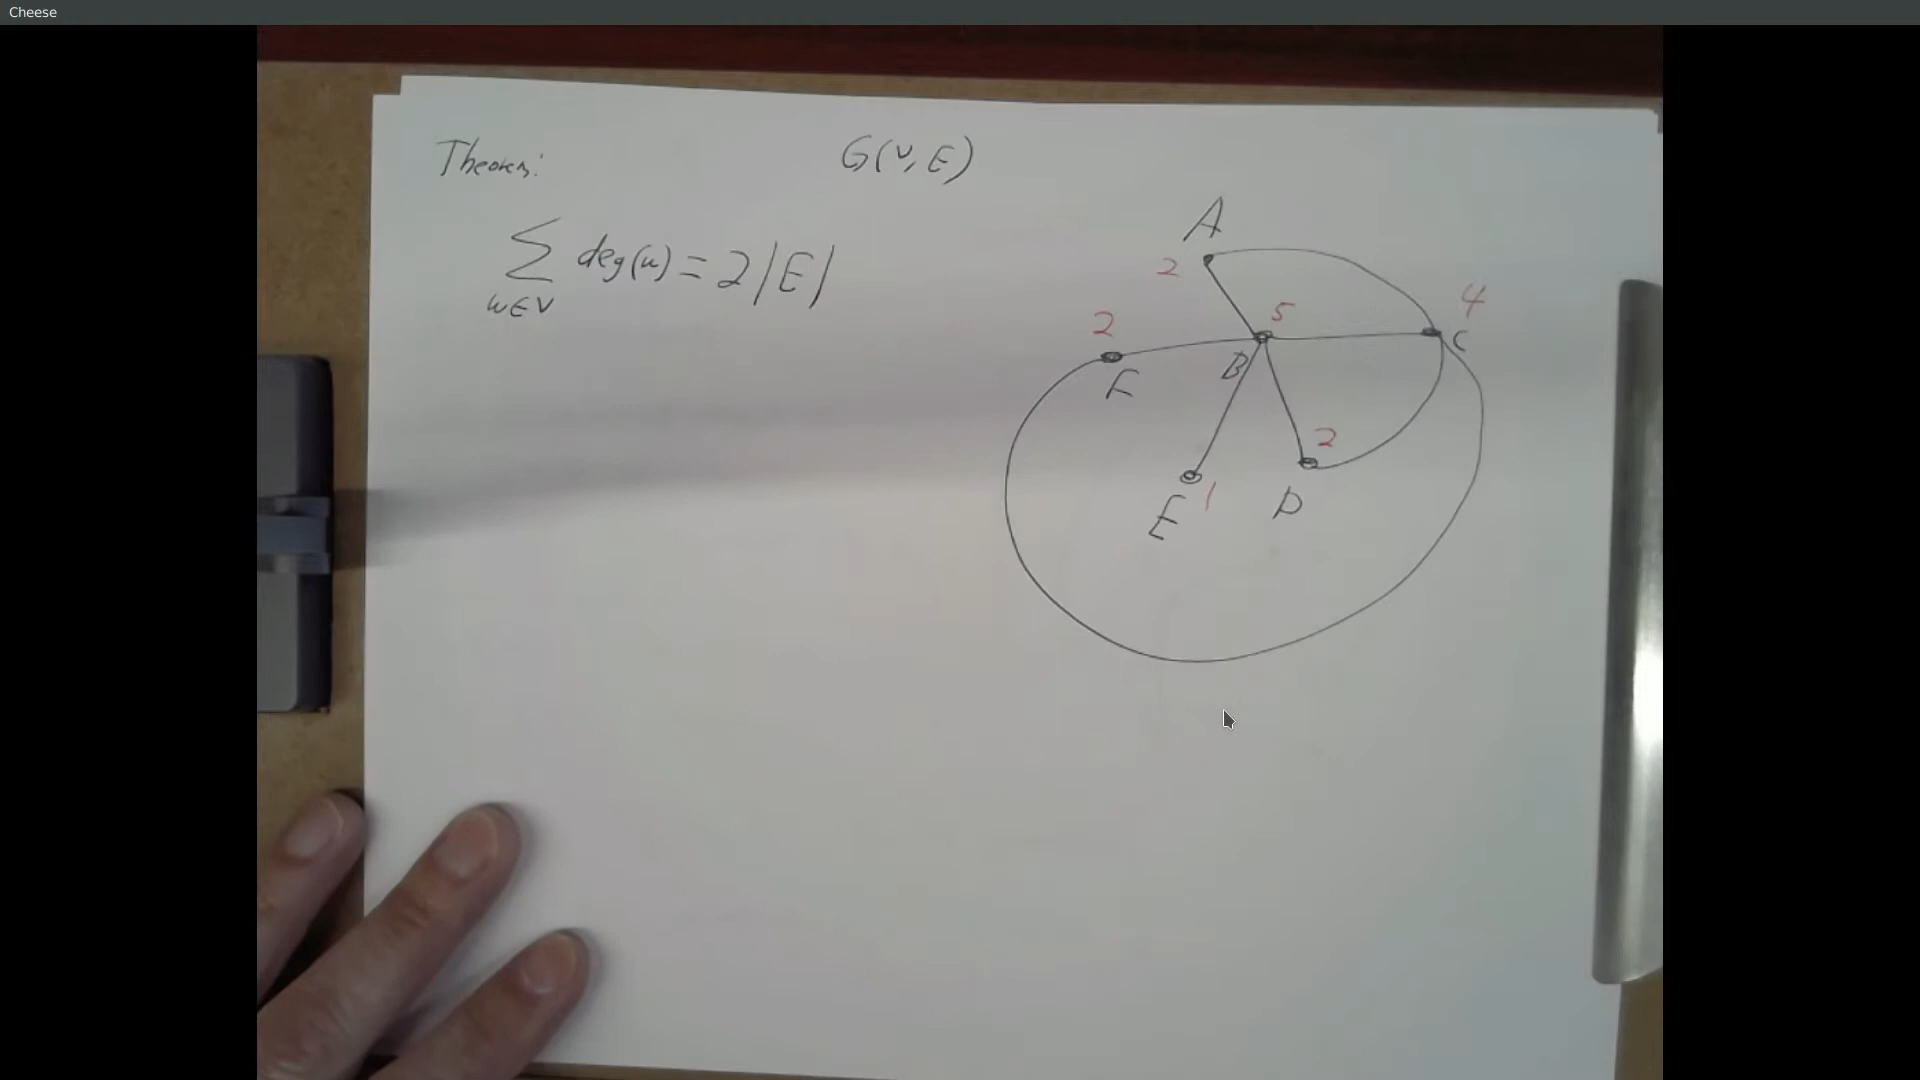 Cheese
Theorem:
G(V, E)
∑ deg(u) = 2|E|
u∈V
A
2
5
4
2
C
B
F
2
E 1
D